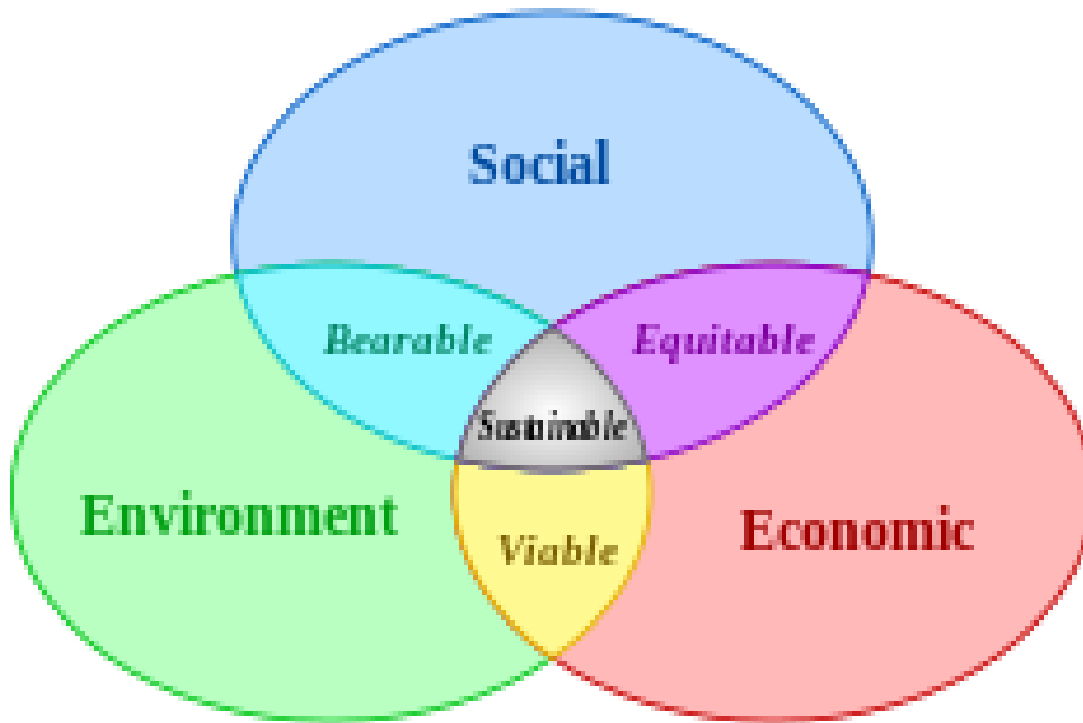 Social
Bearable
Equitable
Sustainable
Environment
Economic
Viable